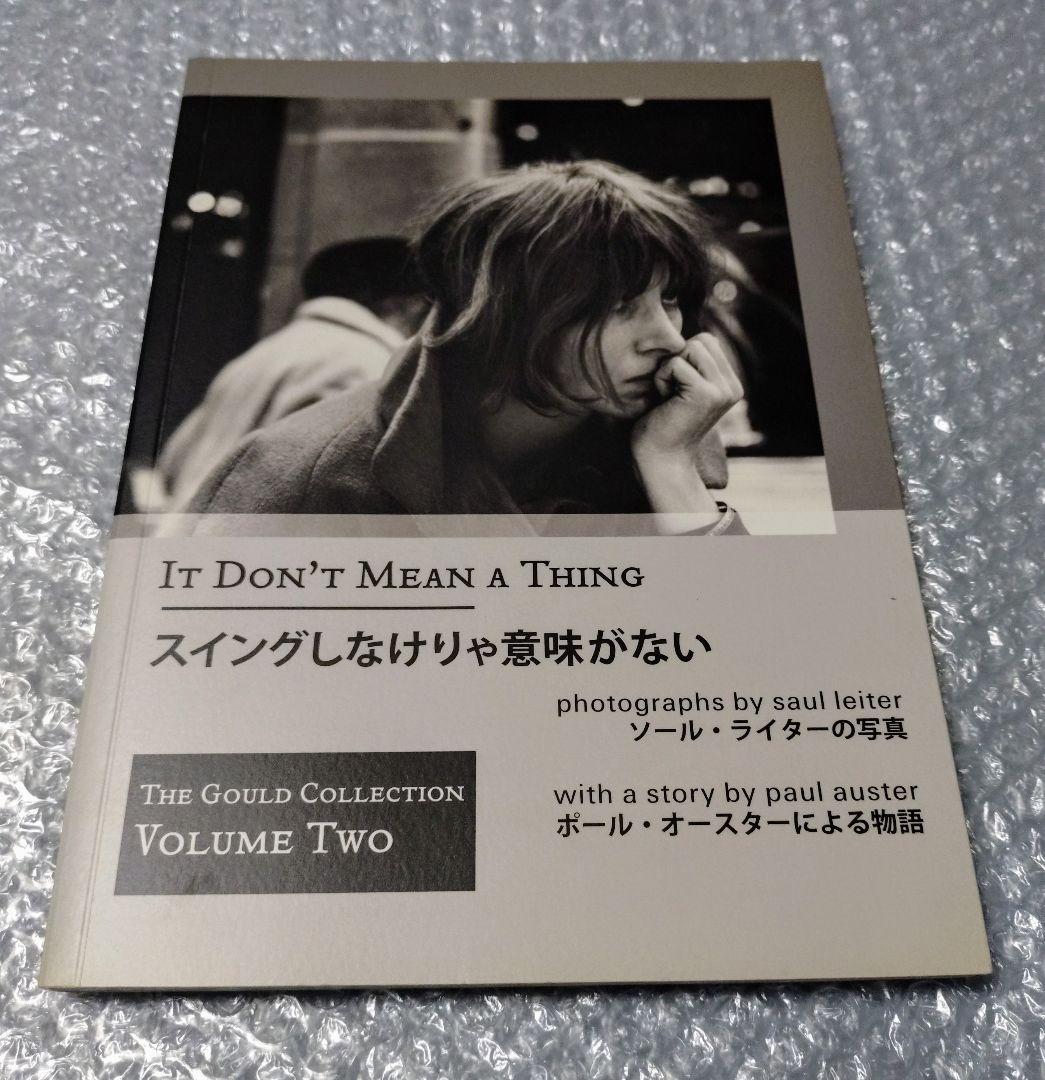 It Don't Mean a Thing
スイングしなけりゃ意味がない
photographs by saul leiter
ソール・ライターの写真
The Gould Collection
Volume Two
with a story by paul auster
ポール・オースターによる物語